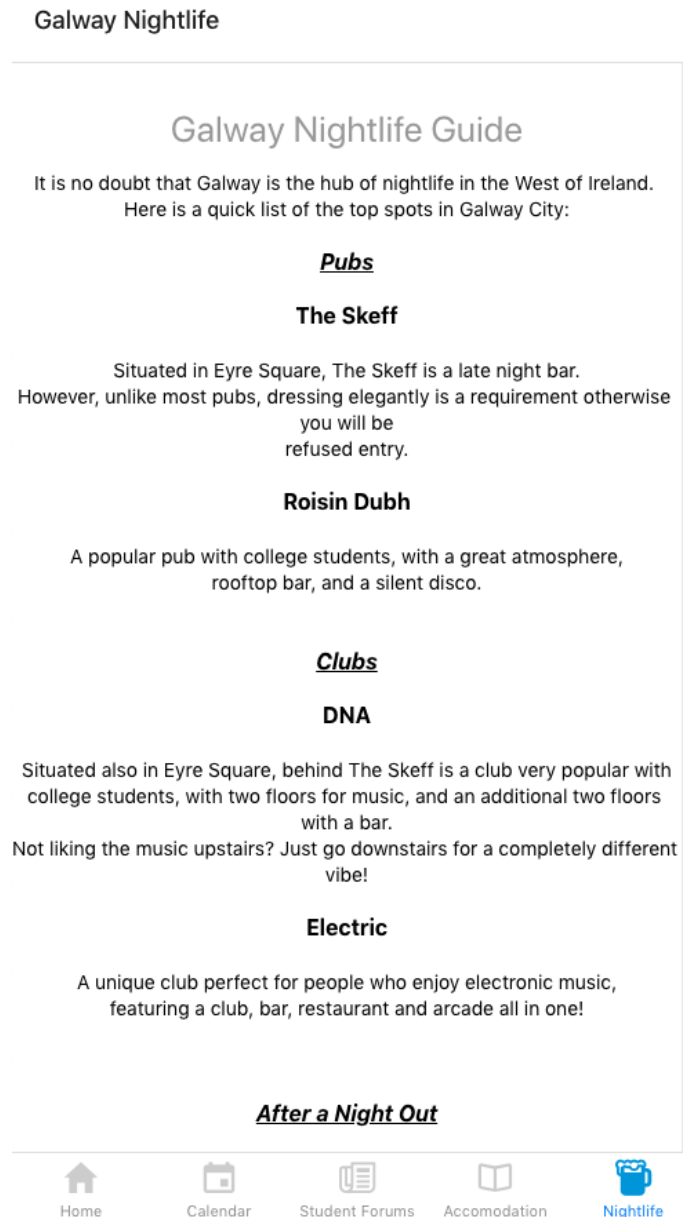 Galway Nightlife
Galway Nightlife Guide
It is no doubt that Galway is the hub of nightlife in the West of Ireland.
Here is a quick list of the top spots in Galway City:
Pubs
The Skeff
Situated in Eyre Square, The Skeff is a late night bar.
However, unlike most pubs, dressing elegantly is a requirement otherwise
you will be
refused entry.
Roisin Dubh
A popular pub with college students, with a great atmosphere,
rooftop bar, and a silent disco.
Clubs
DNA
Situated also in Eyre Square, behind The Skeff is a club very popular with
college students, with two floors for music, and an additional two floors
with a bar.
Not liking the music upstairs? Just go downstairs for a completely different
vibe!
Electric
A unique club perfect for people who enjoy electronic music,
featuring a club, bar, restaurant and arcade all in one!
After a Night Out
Home Calendar Student Forums Accomodation Nightlife